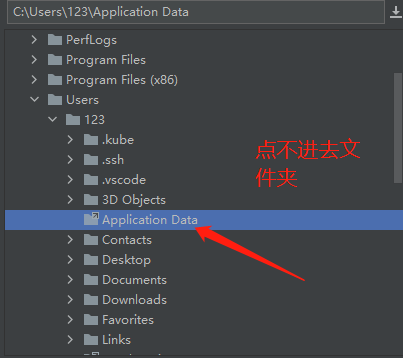 C:\Users\123\Application Data
PerfLogs
Program Files
Program Files (x86)
Users
123
.kube
点不进去文
件夹
.ssh
.vscode
3D Objects
Application Data
Contacts
Desktop
Documents
Downloads
Favorites
Links